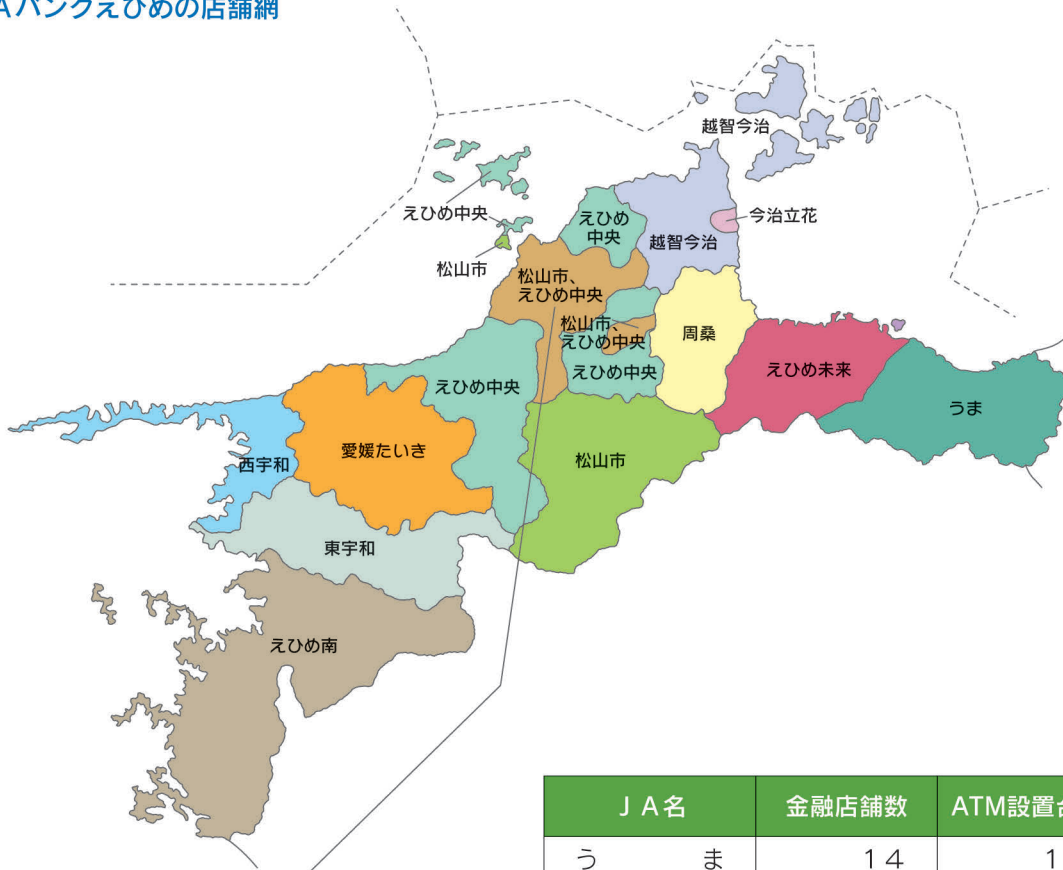 Aバンクえひめの店舗網
越智今治
えひめ中央
えひめ
中央
今治立花
越智今治
松山市
松山市、
えひめ中央
松山市、
えひめ中央
周桑
えひめ中央
えひめ中央
えひめ未来
うま
愛媛たいき
松山市
西宇和
東宇和
えひめ南
ＪＡ名 金融店舗数 ATM設置
うま 14 1